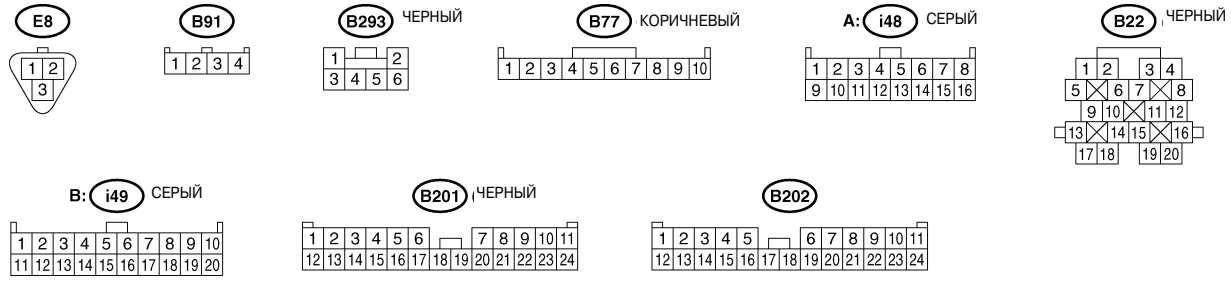 E8 B91 B293 ЧЕРНЫЙ B77 КОРИЧНЕВЫЙ A: i48 СЕРЫЙ B22 ЧЕРНЫЙ
1 2
3
1 2 3 4
1 2
3 4 5 6
1 2 3 4 5 6 7 8 9 10
1 2 3 4 5 6 7 8
9 10 11 12 13 14 15 16
1 2 3 4
5 6 7 8
9 10 11 12
13 14 15 16
17 18 19 20
B: i49 СЕРЫЙ B201 ЧЕРНЫЙ B202
1 2 3 4 5 6 7 8 9 10
11 12 13 14 15 16 17 18 19 20
1 2 3 4 5 6 7 8 9 10 11
12 13 14 15 16 17 18 19 20 21 22 23 24
1 2 3 4 5 6 7 8 9 10 11
12 13 14 15 16 17 18 19 20 21 22 23 24